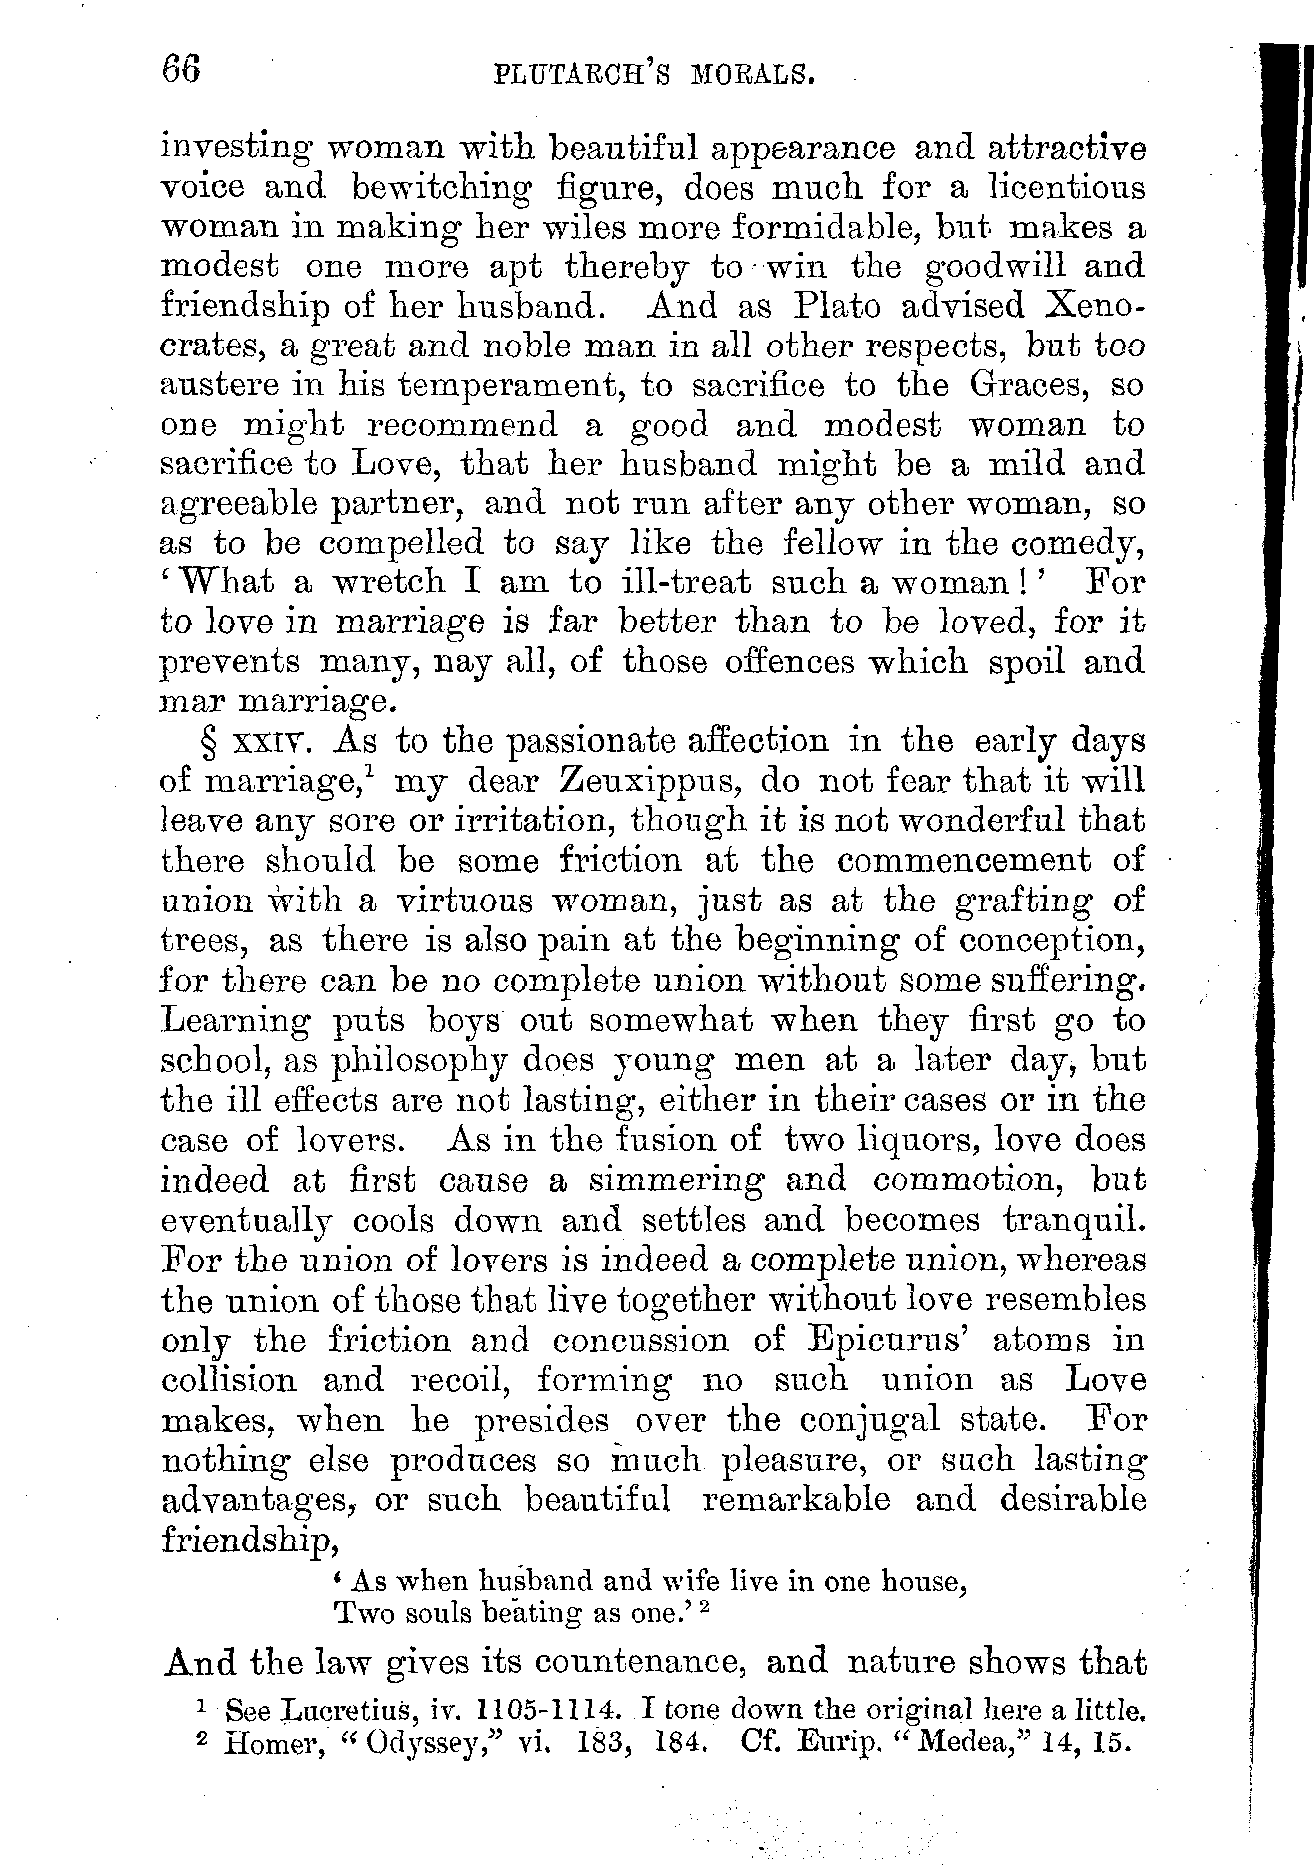 66
PLUTARCH'S MORALS.
investing woman with beautiful appearance and attractive
voice and bewitching figure, does much for a licentious
woman in making her wiles more formidable, but makes a
modest one more apt thereby to win the goodwill and
friendship of her husband. And as Plato advised Xeno-
crates, a great and noble man in all other respects, but too
austere in his temperament, to sacrifice to the Graces, so
one might recommend a good and modest woman to
sacrifice to Love, that her husband might be a mild and
agreeable partner, and not run after any other woman, so
as to be compelled to say like the fellow in the comedy,
‘What a wretch I am to ill-treat such a woman!’ For
to love in marriage is far better than to be loved, for it
prevents many, nay all, of those offences which spoil and
mar marriage.
§ XXIV. As to the passionate affection in the early days
of marriage,¹ my dear Zeuxippus, do not fear that it will
leave any sore or irritation, though it is not wonderful that
there should be some friction at the commencement of
union with a virtuous woman, just as at the grafting of
trees, as there is also pain at the beginning of conception,
for there can be no complete union without some suffering.
Learning puts boys out somewhat when they first go to
school, as philosophy does young men at a later day, but
the ill effects are not lasting, either in their cases or in the
case of lovers. As in the fusion of two liquors, love does
indeed at first cause a simmering and commotion, but
eventually cools down and settles and becomes tranquil.
For the union of lovers is indeed a complete union, whereas
the union of those that live together without love resembles
only the friction and concussion of Epicurus' atoms in
collision and recoil, forming no such union as Love
makes, when he presides over the conjugal state. For
nothing else produces so much pleasure, or such lasting
advantages, or such beautiful remarkable and desirable
friendship,
‘As when husband and wife live in one house,
Two souls beating as one.’²
And the law gives its countenance, and nature shows that
¹ See Lucretius, iv. 1105-1114. I tone down the original here a little.
² Homer, “Odyssey,” vi. 183, 184. Cf. Eurip. “Medea,” 14, 15.